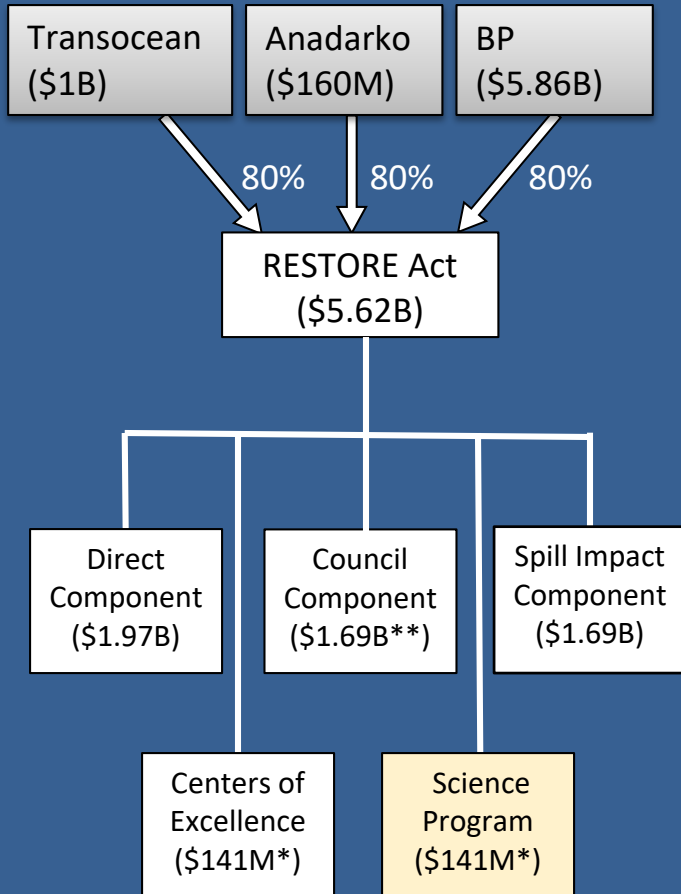 Transocean
($1B)
Anadarko
($160M)
BP
($5.86B)
80%
80%
80%
RESTORE Act
($5.62B)
Direct
Component
($1.97B)
Council
Component
($1.69B**)
Spill Impact
Component
($1.69B)
Centers of
Excellence
($141M*)
Science
Program
($141M*)